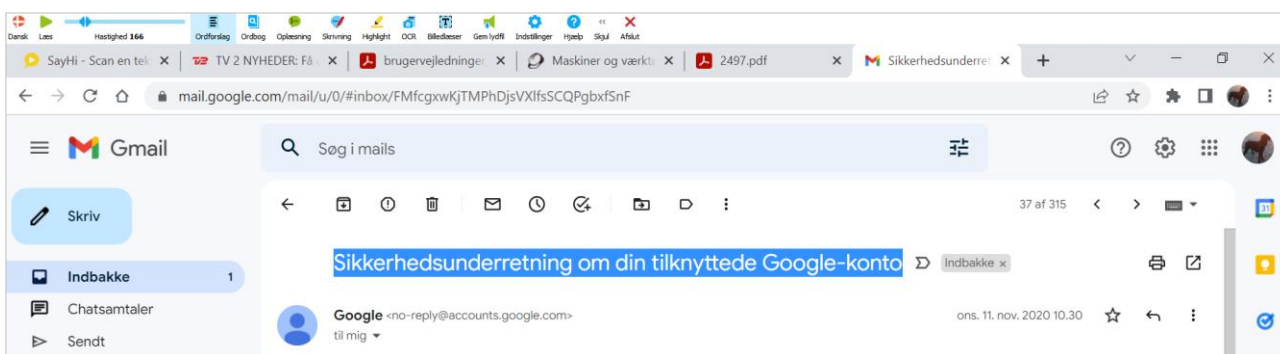 Dansk Læs Hastighed 166 Ordforslag Ordbog Oplæsning Skrivning Highlight OCR Billedlæser Gem lydfil Indstillinger Hjælp Skjul Afslut
SayHi - Scan en tek TV 2 NYHEDER: Få brugervejledninger Maskiner og værktø 2497.pdf Sikkerhedsunderret
mail.google.com/mail/u/0/#inbox/FMfcgxwKjTMPhDjsVXlfsSCQPgbxfSnF
Gmail Søg i mails
Skriv 37 af 315
Sikkerhedsunderretning om din tilknyttede Google-konto Indbakke x
Indbakke 1
Chatsamtaler Google <no-reply@accounts.google.com> ons. 11. nov. 2020 10.30
til mig
Sendt
31